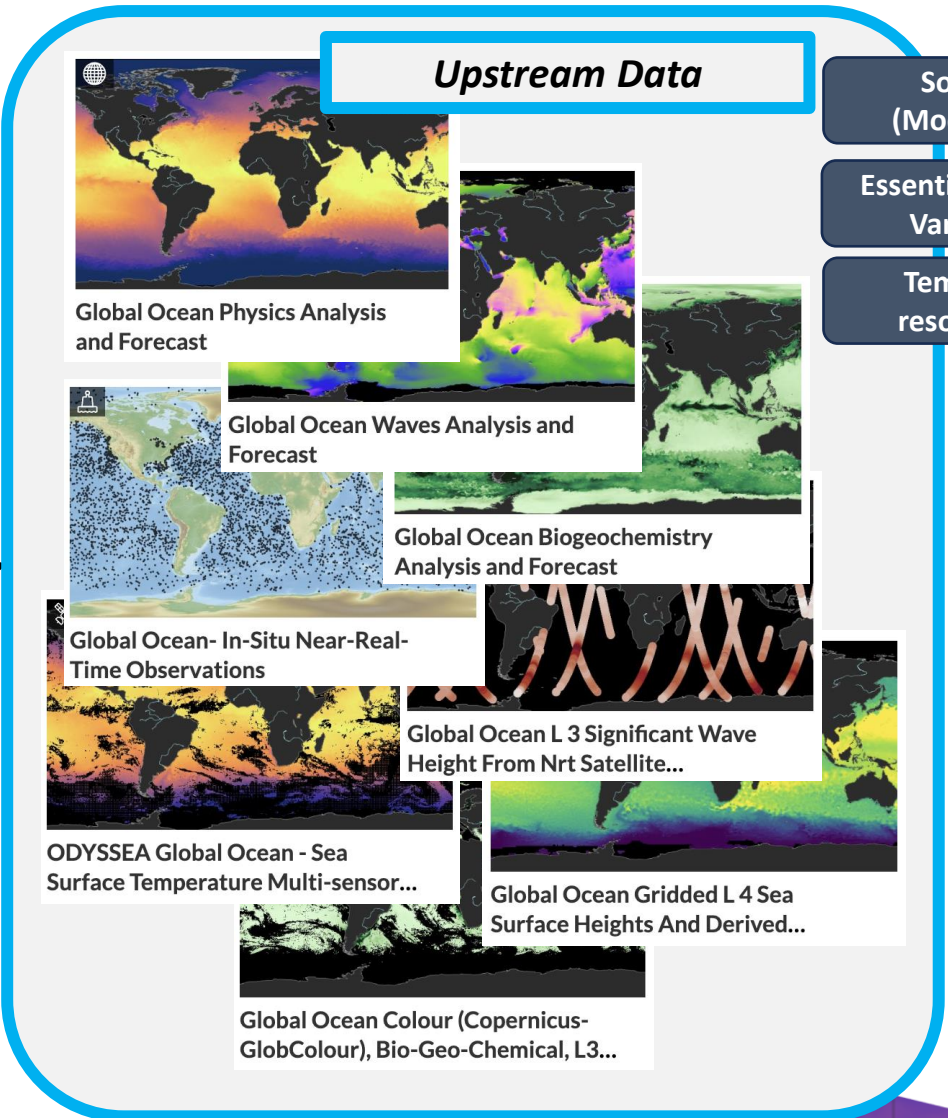 Upstream Data
Global Ocean Physics Analysis
and Forecast
Global Ocean Waves Analysis and
Forecast
Global Ocean Biogeochemistry
Analysis and Forecast
Global Ocean- In-Situ Near-Real-
Time Observations
Global Ocean L 3 Significant Wave
Height From Nrt Satellite...
ODYSSEA Global Ocean - Sea
Surface Temperature Multi-sensor...
Global Ocean Gridded L 4 Sea
Surface Heights And Derived...
Global Ocean Colour (Copernicus-
GlobColour), Bio-Geo-Chemical, L3...